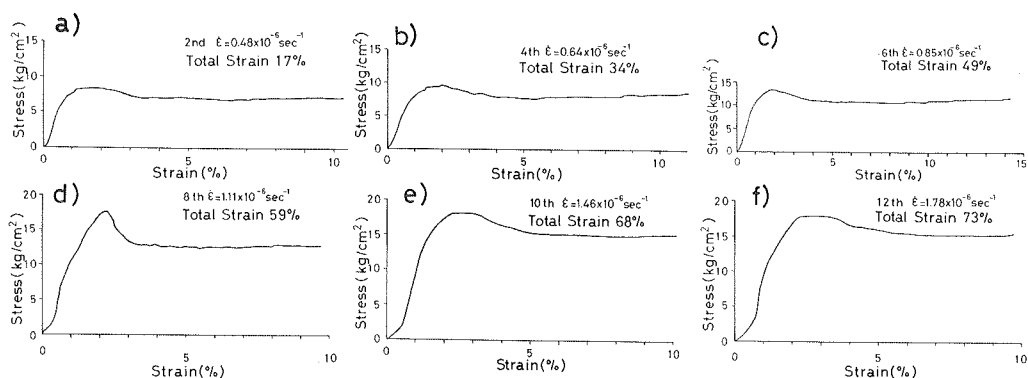 a)
2nd ε̇=0.48x10⁻⁶sec⁻¹
Total Strain 17%
Stress(kg/cm²)
15
10
5
0
0 5 10
Strain(%)
b)
4th ε̇=0.64x10⁻⁶sec⁻¹
Total Strain 34%
Stress(kg/cm²)
15
10
5
0
0 5 10
Strain(%)
c)
6th ε̇=0.85x10⁻⁶sec⁻¹
Total Strain 49%
Stress(kg/cm²)
15
10
5
0
0 5 10 15
Strain(%)
d)
8th ε̇=1.11x10⁻⁶sec⁻¹
Total Strain 59%
Stress(kg/cm²)
20
15
10
5
0
0 5 10
Strain(%)
e)
10th ε̇=1.46x10⁻⁶sec⁻¹
Total Strain 68%
Stress(kg/cm²)
20
15
10
5
0
0 5 10
Strain(%)
f)
12th ε̇=1.78x10⁻⁶sec⁻¹
Total Strain 73%
Stress(kg/cm²)
20
15
10
5
0
0 5 10
Strain(%)